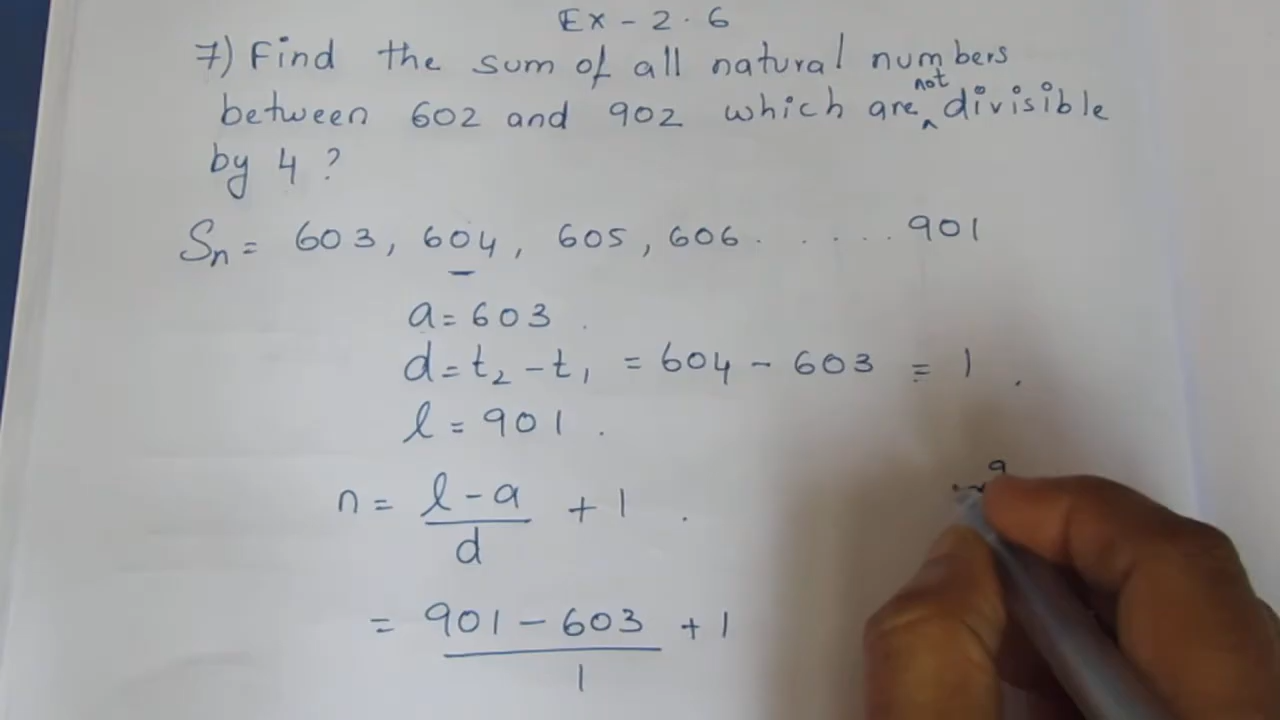 Ex - 2.6
7) Find the sum of all natural numbers
between 602 and 902 which are not divisible
by 4 ?
Sn = 603, 604, 605, 606 ...... 901
a = 603.
d = t2 - t1 = 604 - 603 = 1.
l = 901.
n = l - a / d + 1.
= 901 - 603 / 1 + 1